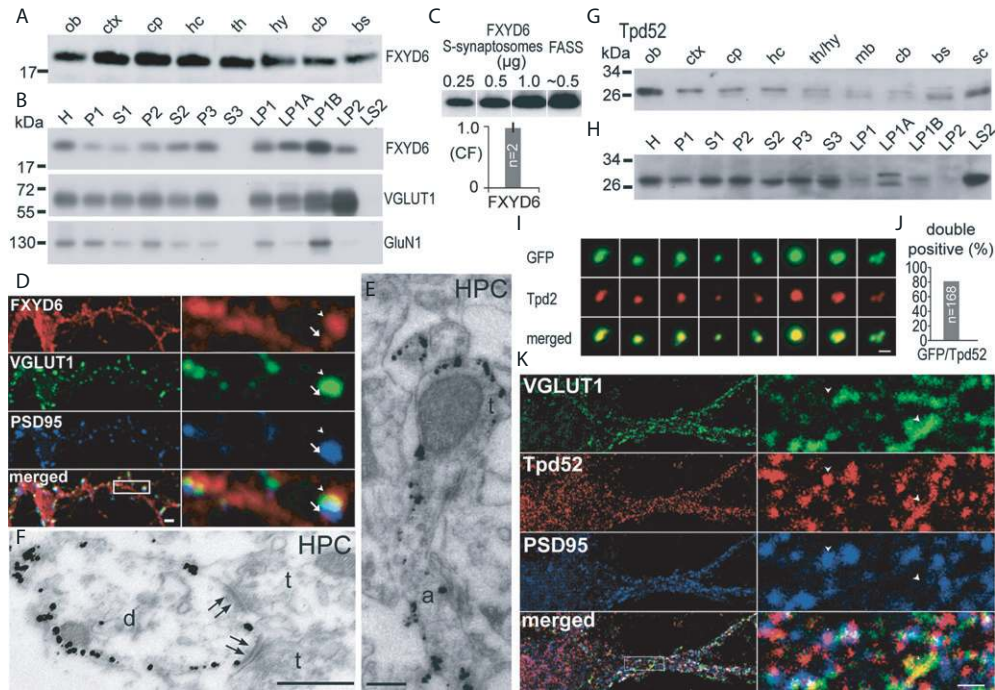 A
ob ctx cp hc th hy cb bs
17
FXYD6
B
kDa
H P1 S1 P2 S2 P3 S3 LP1 LP1A LP1B LP2 LS2
17
FXYD6
72
55
VGLUT1
130
GluN1
C
FXYD6
S-synaptosomes FASS
(µg)
0.25 0.5 1.0 ~0.5
1.0
(CF)
0
n=2
FXYD6
D
FXYD6
VGLUT1
PSD95
merged
E
HPC
t
a
F
HPC
t
d
t
G
Tpd52
kDa
ob ctx cp hc th/hy mb cb bs sc
34
26
H
H P1 S1 P2 S2 P3 S3 LP1 LP1A LP1B LP2 LS2
34
26
I
GFP
Tpd2
merged
J
double
positive (%)
100
80
60
40
20
0
n=168
GFP/Tpd52
K
VGLUT1
Tpd52
PSD95
merged